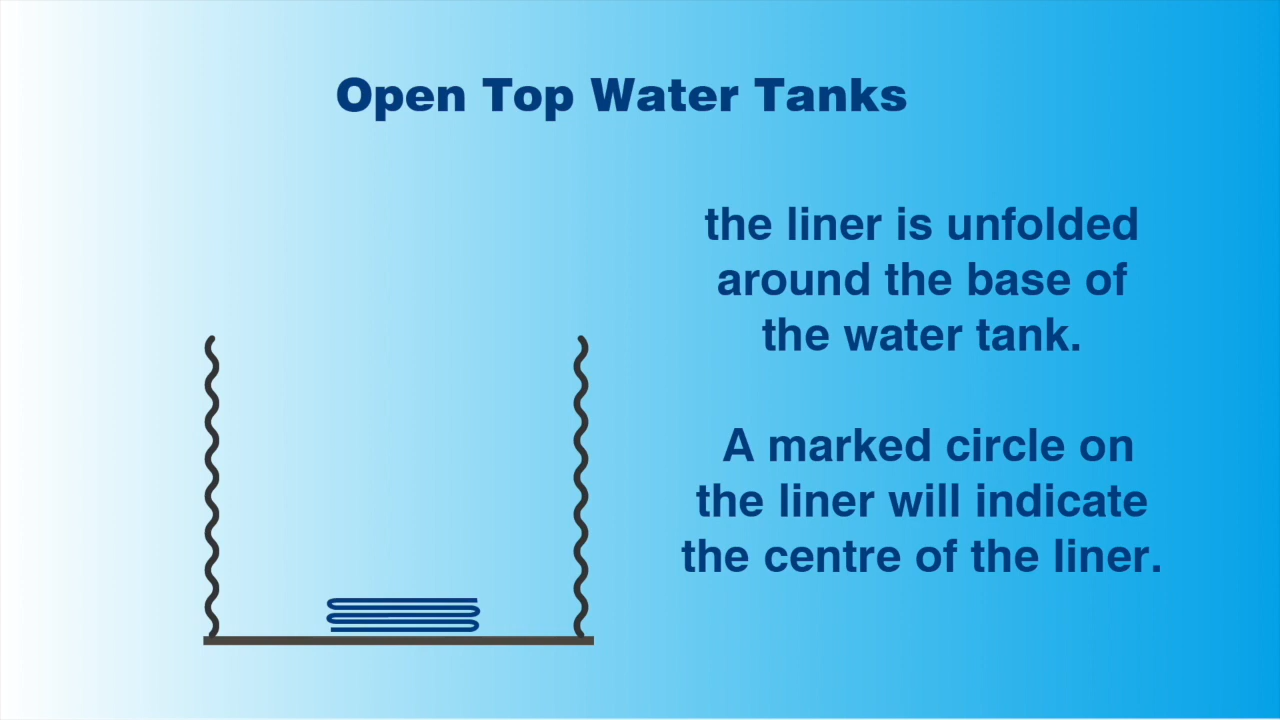 Open Top Water Tanks
the liner is unfolded
around the base of
the water tank.
A marked circle on
the liner will indicate
the centre of the liner.